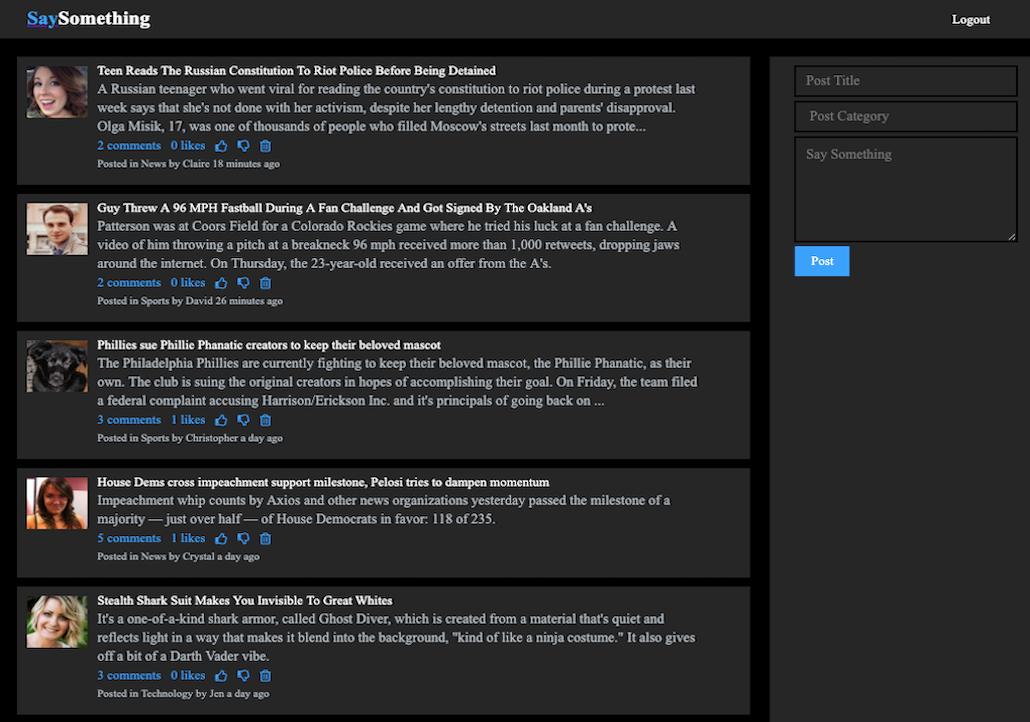 SaySomething
Logout
Teen Reads The Russian Constitution To Riot Police Before Being Detained
A Russian teenager who went viral for reading the country's constitution to riot police during a protest last
week says that she's not done with her activism, despite her lengthy detention and parents' disapproval.
Olga Misik, 17, was one of thousands of people who filled Moscow's streets last month to prote...
2 comments 0 likes
Posted in News by Claire 18 minutes ago
Guy Threw A 96 MPH Fastball During A Fan Challenge And Got Signed By The Oakland A's
Patterson was at Coors Field for a Colorado Rockies game where he tried his luck at a fan challenge. A
video of him throwing a pitch at a breakneck 96 mph received more than 1,000 retweets, dropping jaws
around the internet. On Thursday, the 23-year-old received an offer from the A's.
2 comments 0 likes
Posted in Sports by David 26 minutes ago
Phillies sue Phillie Phanatic creators to keep their beloved mascot
The Philadelphia Phillies are currently fighting to keep their beloved mascot, the Phillie Phanatic, as their
own. The club is suing the original creators in hopes of accomplishing their goal. On Friday, the team filed
a federal complaint accusing Harrison/Erickson Inc. and it's principals of going back on ...
3 comments 1 likes
Posted in Sports by Christopher a day ago
House Dems cross impeachment support milestone, Pelosi tries to dampen momentum
Impeachment whip counts by Axios and other news organizations yesterday passed the milestone of a
majority — just over half — of House Democrats in favor: 118 of 235.
5 comments 1 likes
Posted in News by Crystal a day ago
Stealth Shark Suit Makes You Invisible To Great Whites
It's a one-of-a-kind shark armor, called Ghost Diver, which is created from a material that's quiet and
reflects light in a way that makes it blend into the background, "kind of like a ninja costume." It also gives
off a bit of a Darth Vader vibe.
3 comments 0 likes
Posted in Technology by Jen a day ago
Post Title
Post Category
Say Something
Post